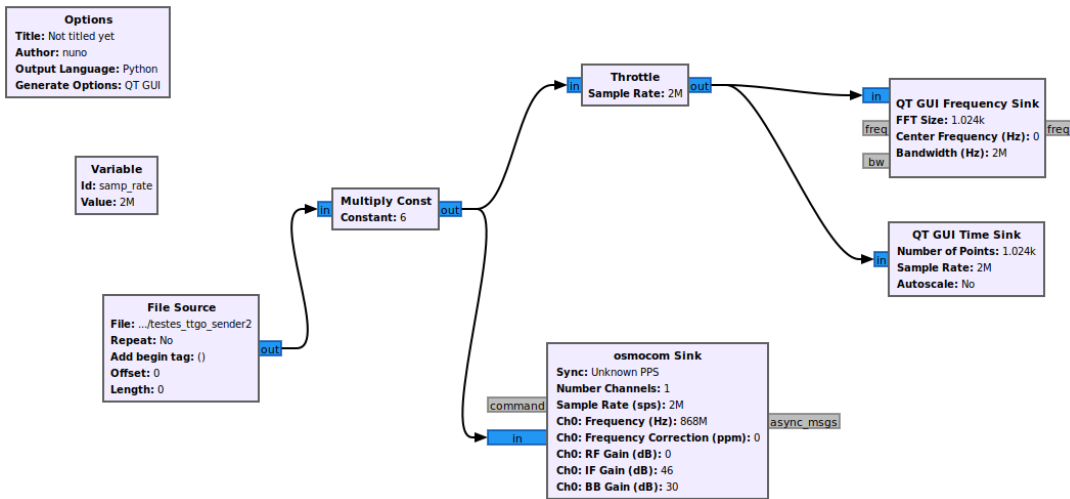 Options
Title: Not titled yet
Author: nuno
Output Language: Python
Generate Options: QT GUI
Variable
Id: samp_rate
Value: 2M
File Source
File: .../testes_ttgo_sender2
Repeat: No
Add begin tag: ()
Offset: 0
Length: 0
out
in
Multiply Const
Constant: 6
out
in
Throttle
Sample Rate: 2M
out
in
freq
bw
QT GUI Frequency Sink
FFT Size: 1.024k
Center Frequency (Hz): 0
Bandwidth (Hz): 2M
freq
in
QT GUI Time Sink
Number of Points: 1.024k
Sample Rate: 2M
Autoscale: No
command
in
osmocom Sink
Sync: Unknown PPS
Number Channels: 1
Sample Rate (sps): 2M
Ch0: Frequency (Hz): 868M
Ch0: Frequency Correction (ppm): 0
Ch0: RF Gain (dB): 0
Ch0: IF Gain (dB): 46
Ch0: BB Gain (dB): 30
async_msgs